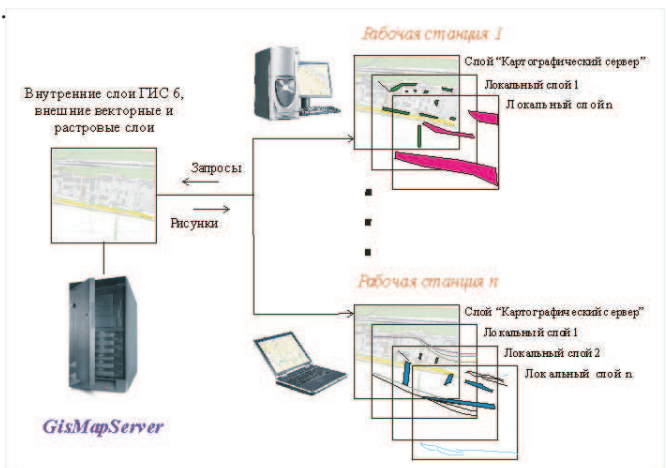 Рабочая станция 1
Слой "Картографический сервер"
Локальный слой 1
Локальный слой n
Внутренние слои ГИС 6,
внешние векторные и
растровые слои
Запросы
Рисунки
Рабочая станция n
Слой "Картографический сервер"
Локальный слой 1
Локальный слой 2
Локальный слой n
GisMapServer